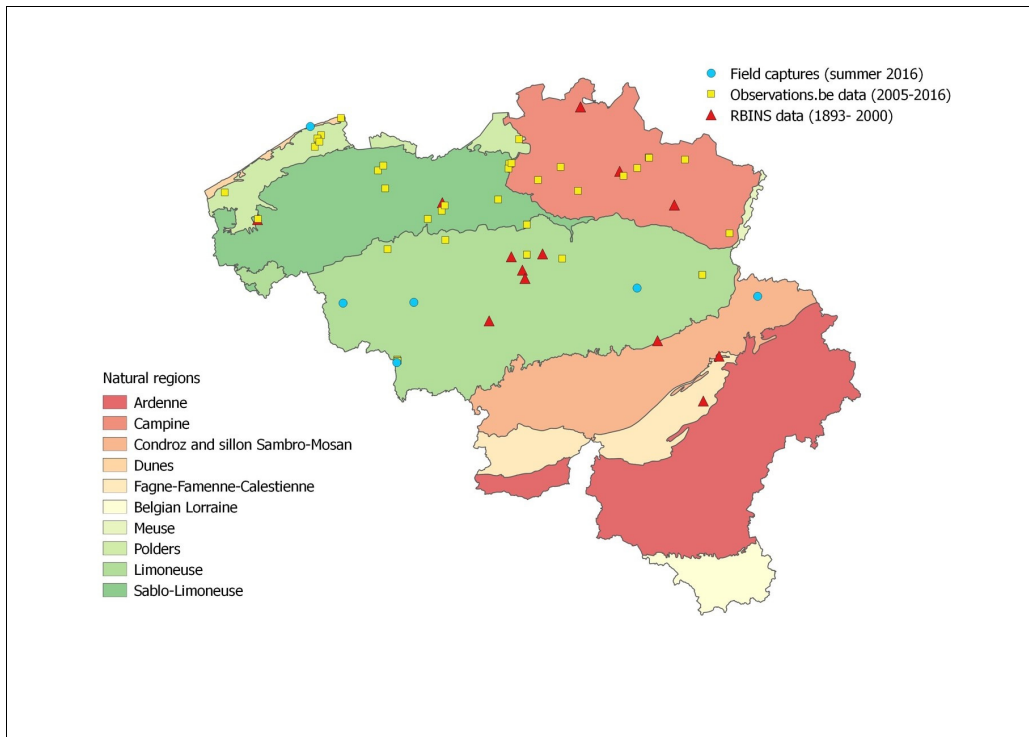 Field captures (summer 2016)
Observations.be data (2005-2016)
RBINS data (1893- 2000)
Natural regions
Ardenne
Campine
Condroz and sillon Sambro-Mosan
Dunes
Fagne-Famenne-Calestienne
Belgian Lorraine
Meuse
Polders
Limoneuse
Sablo-Limoneuse